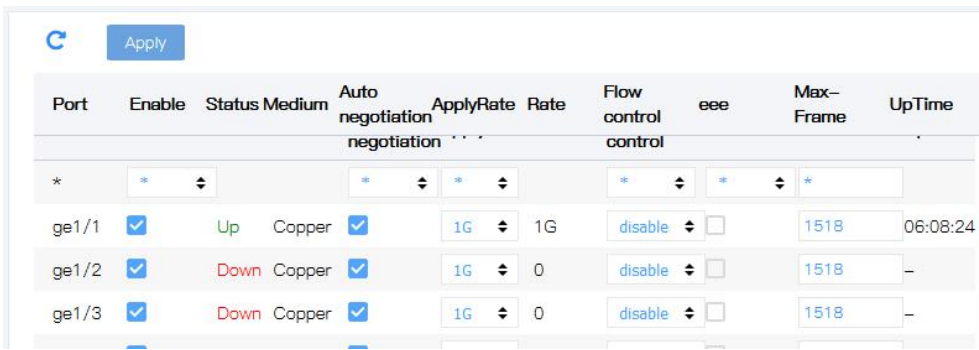 Apply
Port Enable Status Medium Auto negotiation ApplyRate Rate Flow control eee Max-Frame UpTime
negotiation control
* * * * * * *
ge1/1 Up Copper 1G 1G disable 1518 06:08:24
ge1/2 Down Copper 1G 0 disable 1518 –
ge1/3 Down Copper 1G 0 disable 1518 –